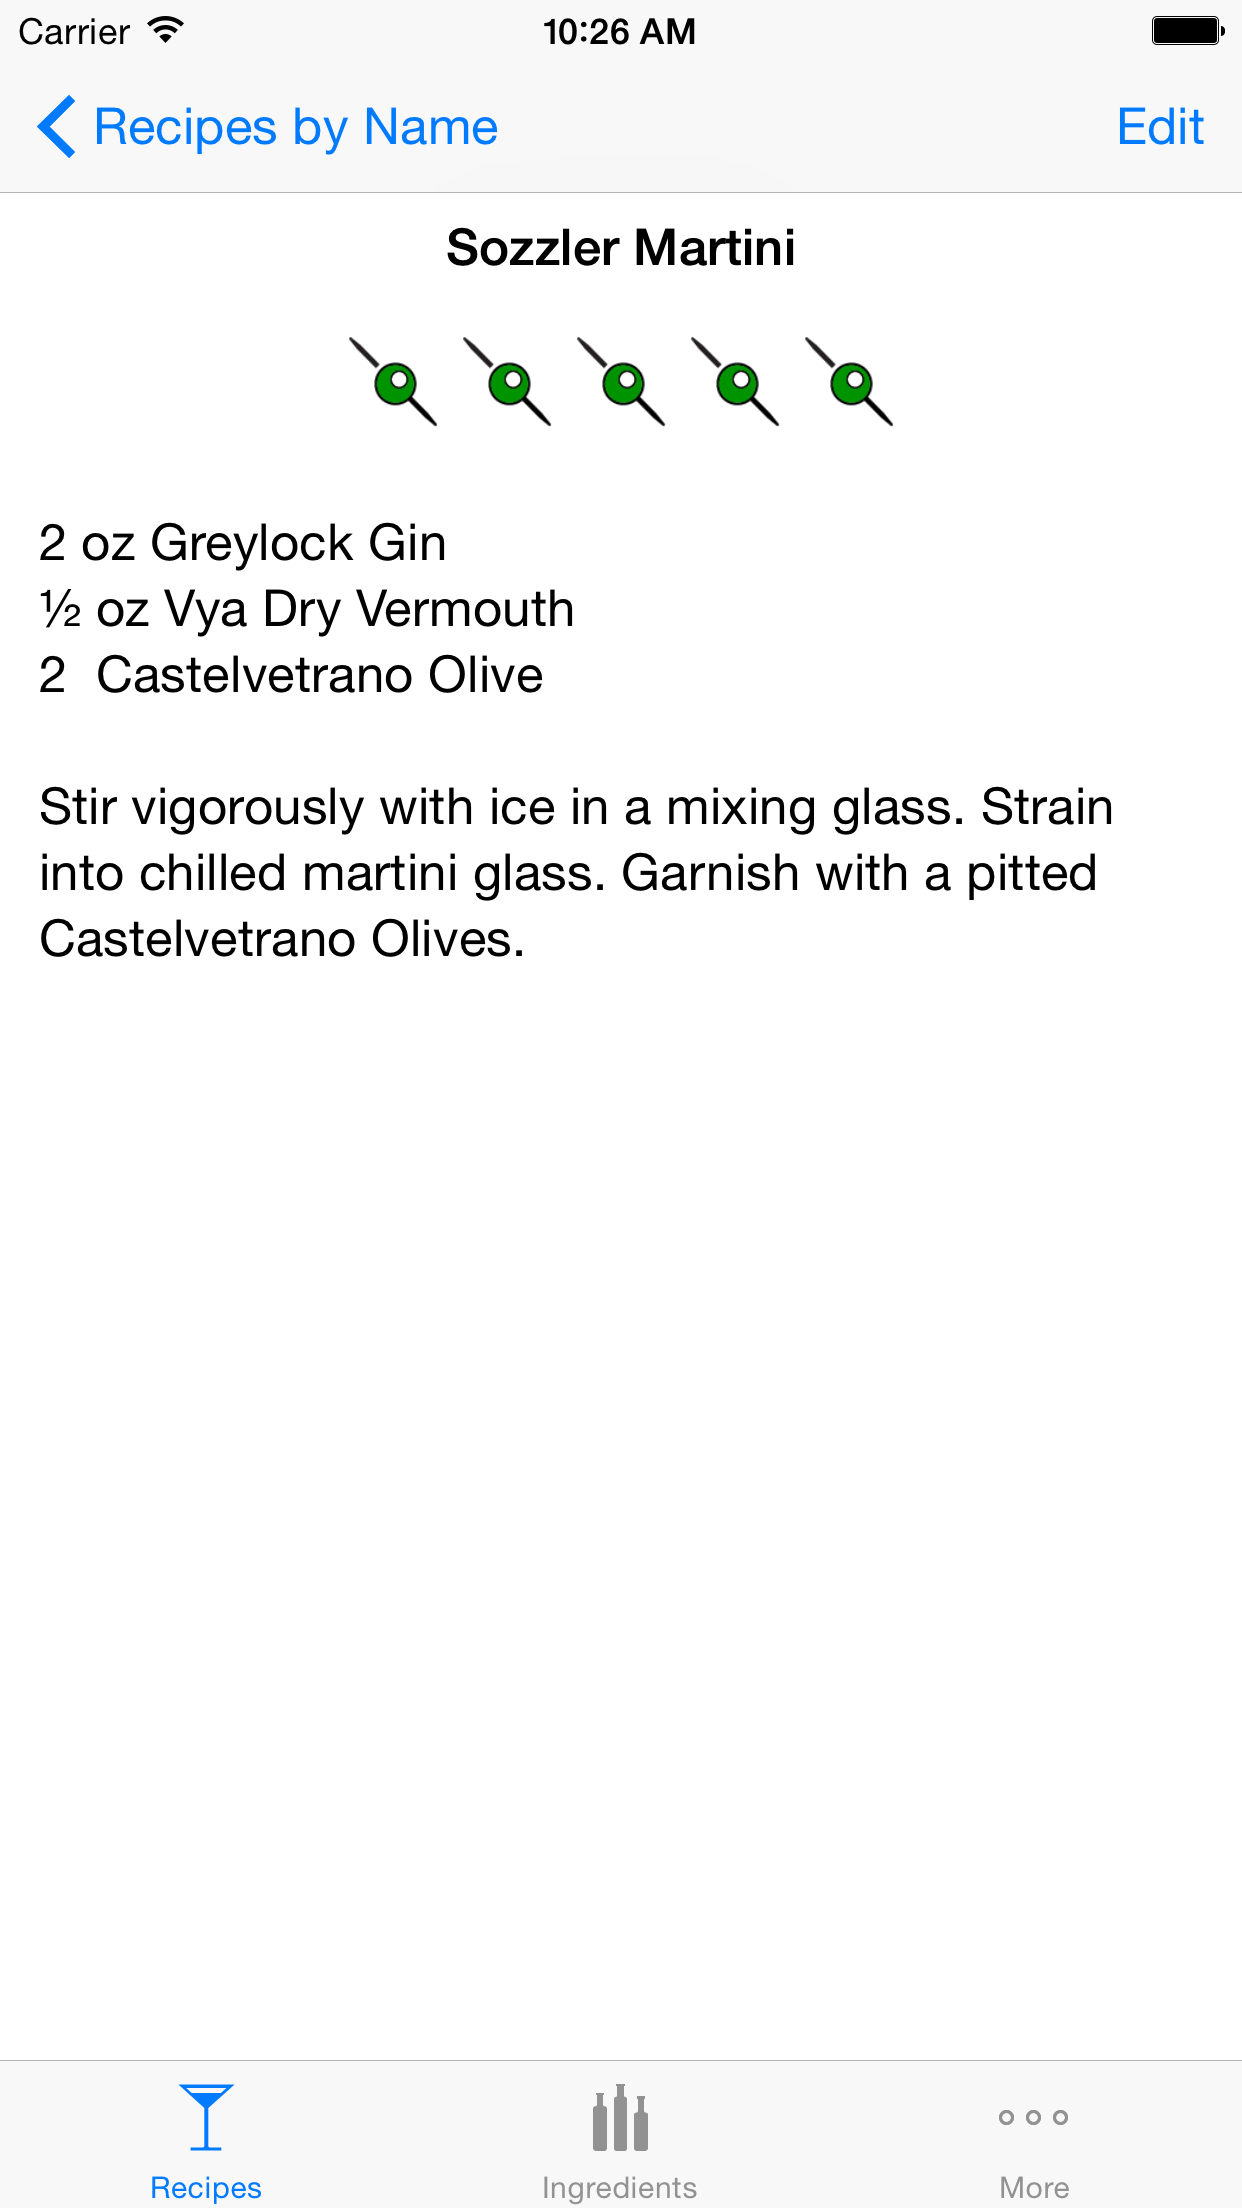 Carrier 10:26 AM
Recipes by Name Edit
Sozzler Martini
2 oz Greylock Gin
½ oz Vya Dry Vermouth
2  Castelvetrano Olive
Stir vigorously with ice in a mixing glass. Strain
into chilled martini glass. Garnish with a pitted
Castelvetrano Olives.
Recipes Ingredients More